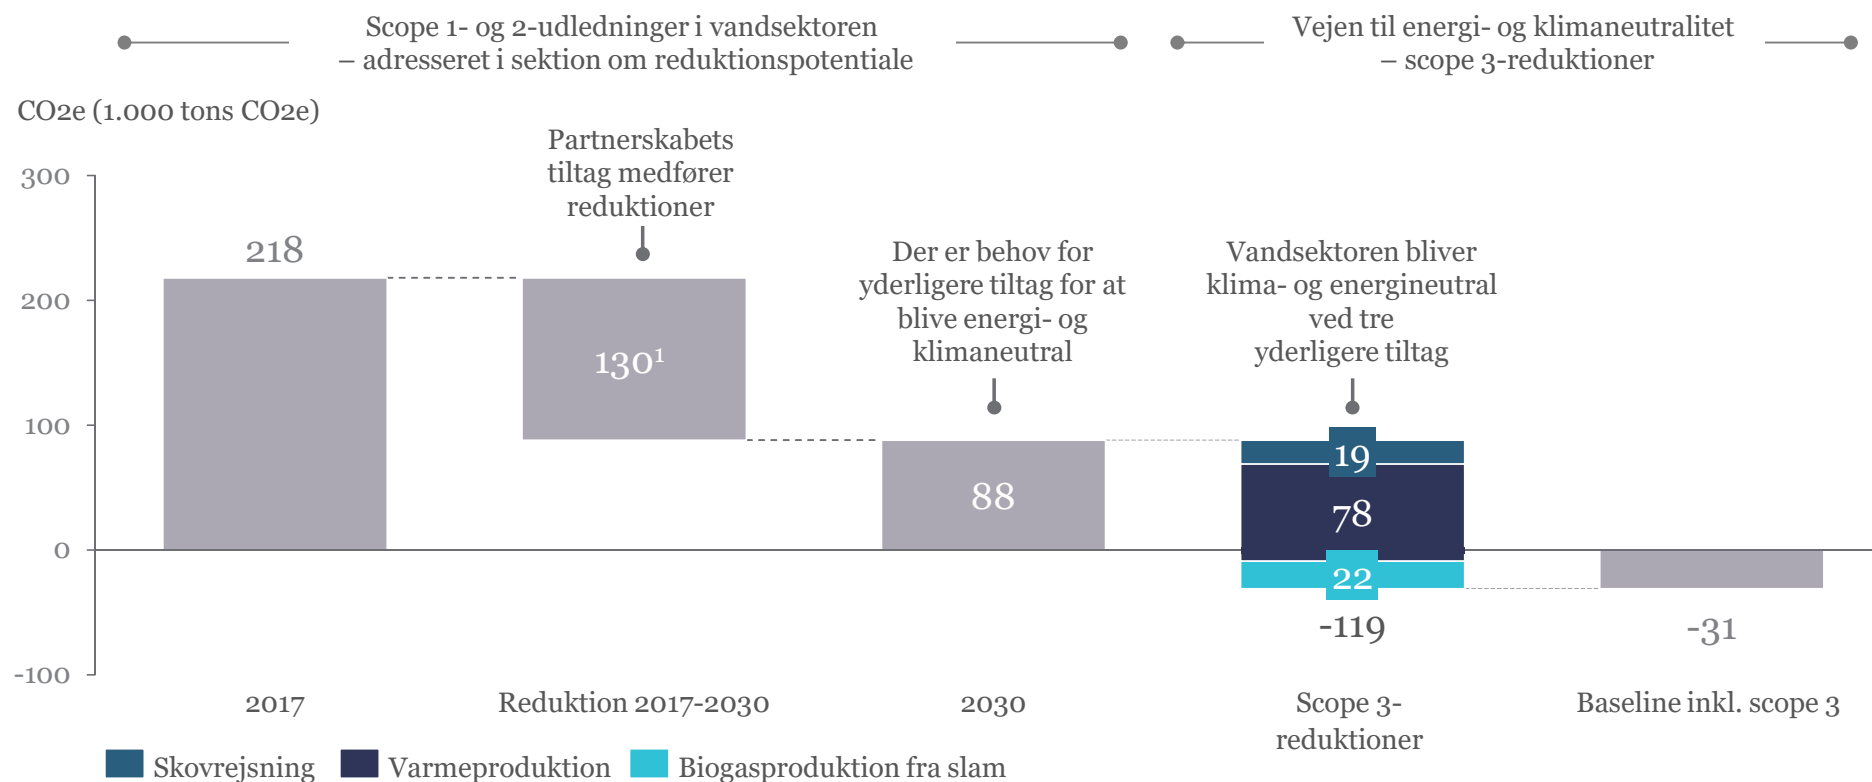 Scope 1- og 2-udledninger i vandsektoren
– adresseret i sektion om reduktionspotentiale
Vejen til energi- og klimaneutralitet
– scope 3-reduktioner
CO2e (1.000 tons CO2e)
Partnerskabets
tiltag medfører
reduktioner
Der er behov for
yderligere tiltag for at
blive energi- og
klimaneutral
Vandsektoren bliver
klima- og energineutral
ved tre
yderligere tiltag
300
200
100
0
-100
218
130¹
88
19
78
22
-119
-31
2017
Reduktion 2017-2030
2030
Scope 3-
reduktioner
Baseline inkl. scope 3
Skovrejsning
Varmeproduktion
Biogasproduktion fra slam